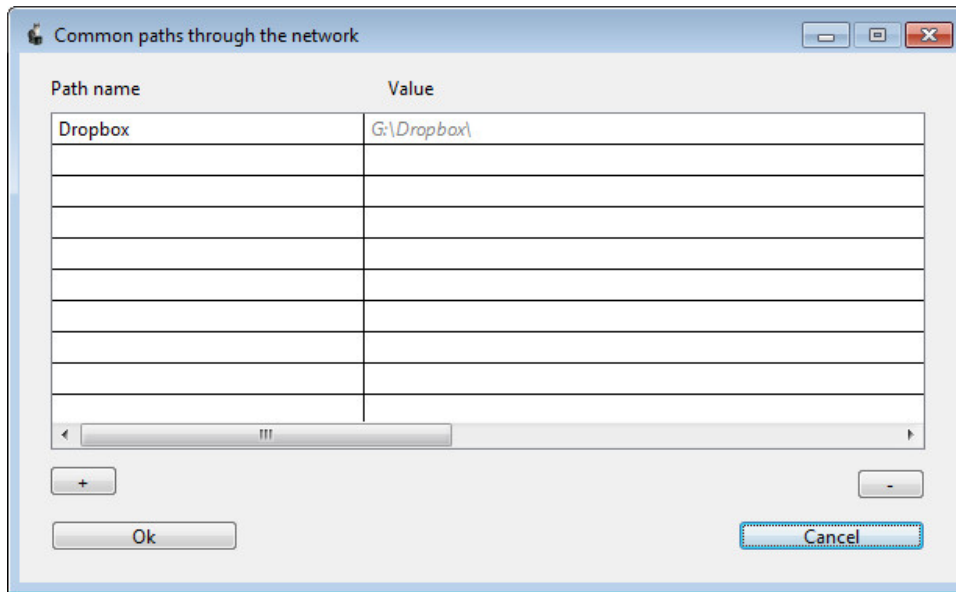 Common paths through the network
Path name Value
Dropbox G:\Dropbox\
+ -
Ok Cancel